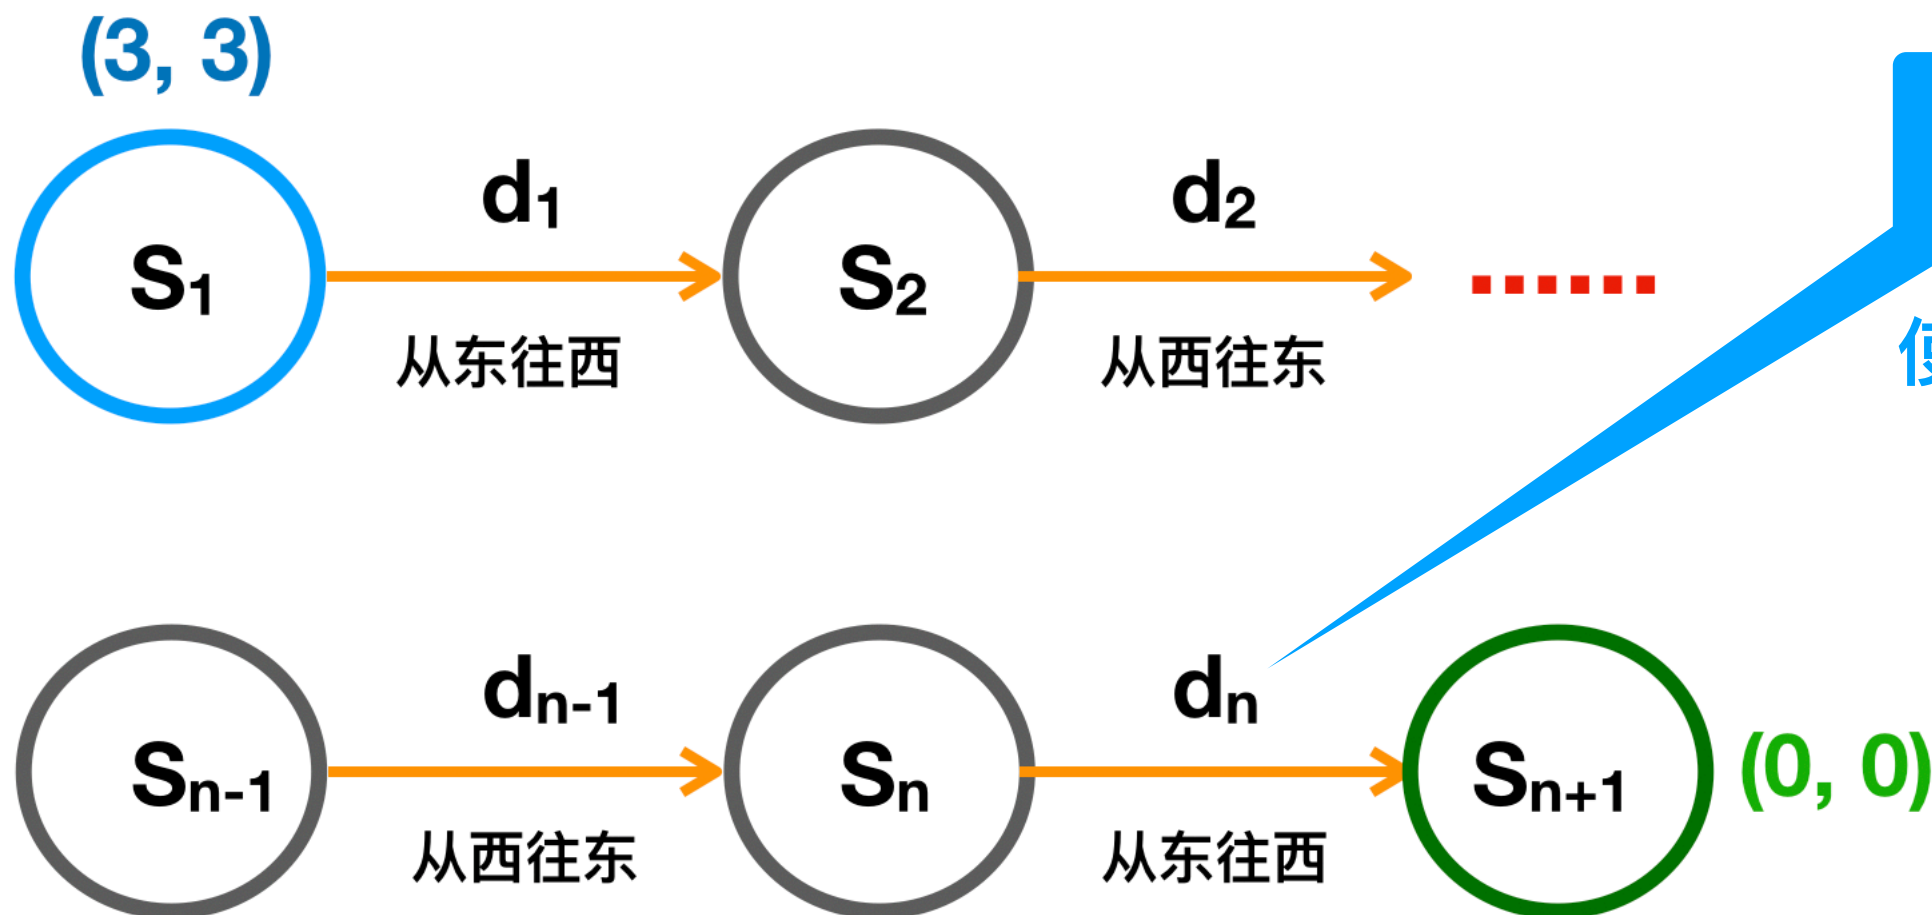 (3, 3)
S₁ d₁ S₂ d₂ ......
从东往西 从西往东
Sₙ₋₁ dₙ₋₁ Sₙ dₙ Sₙ₊₁ (0, 0)
从西往东 从东往西